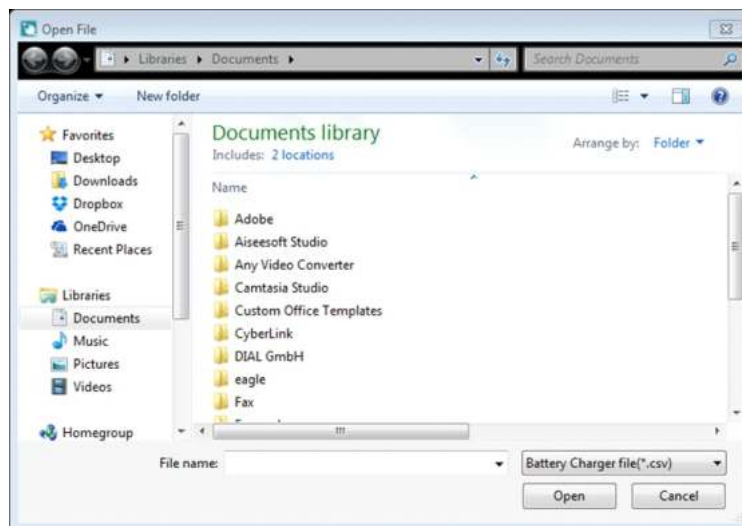 Open File
Libraries ▸ Documents ▸
Search Documents
Organize New folder
Favorites
Desktop
Downloads
Dropbox
OneDrive
Recent Places
Libraries
Documents
Music
Pictures
Videos
Homegroup
Documents library
Includes: 2 locations
Arrange by: Folder
Name
Adobe
Aiseesoft Studio
Any Video Converter
Camtasia Studio
Custom Office Templates
CyberLink
DIAL GmbH
eagle
Fax
File name:
Battery Charger file(*.csv)
Open Cancel